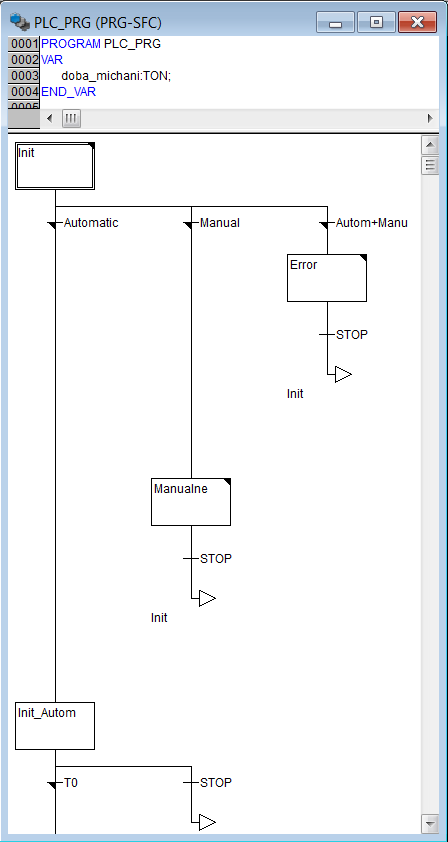 PLC_PRG (PRG-SFC)
0001 PROGRAM PLC_PRG
0002 VAR
0003 doba_michani:TON;
0004 END_VAR
0005
Init
Automatic Manual Autom+Manu
Error
STOP
Init
Manualne
STOP
Init
Init_Autom
T0 STOP